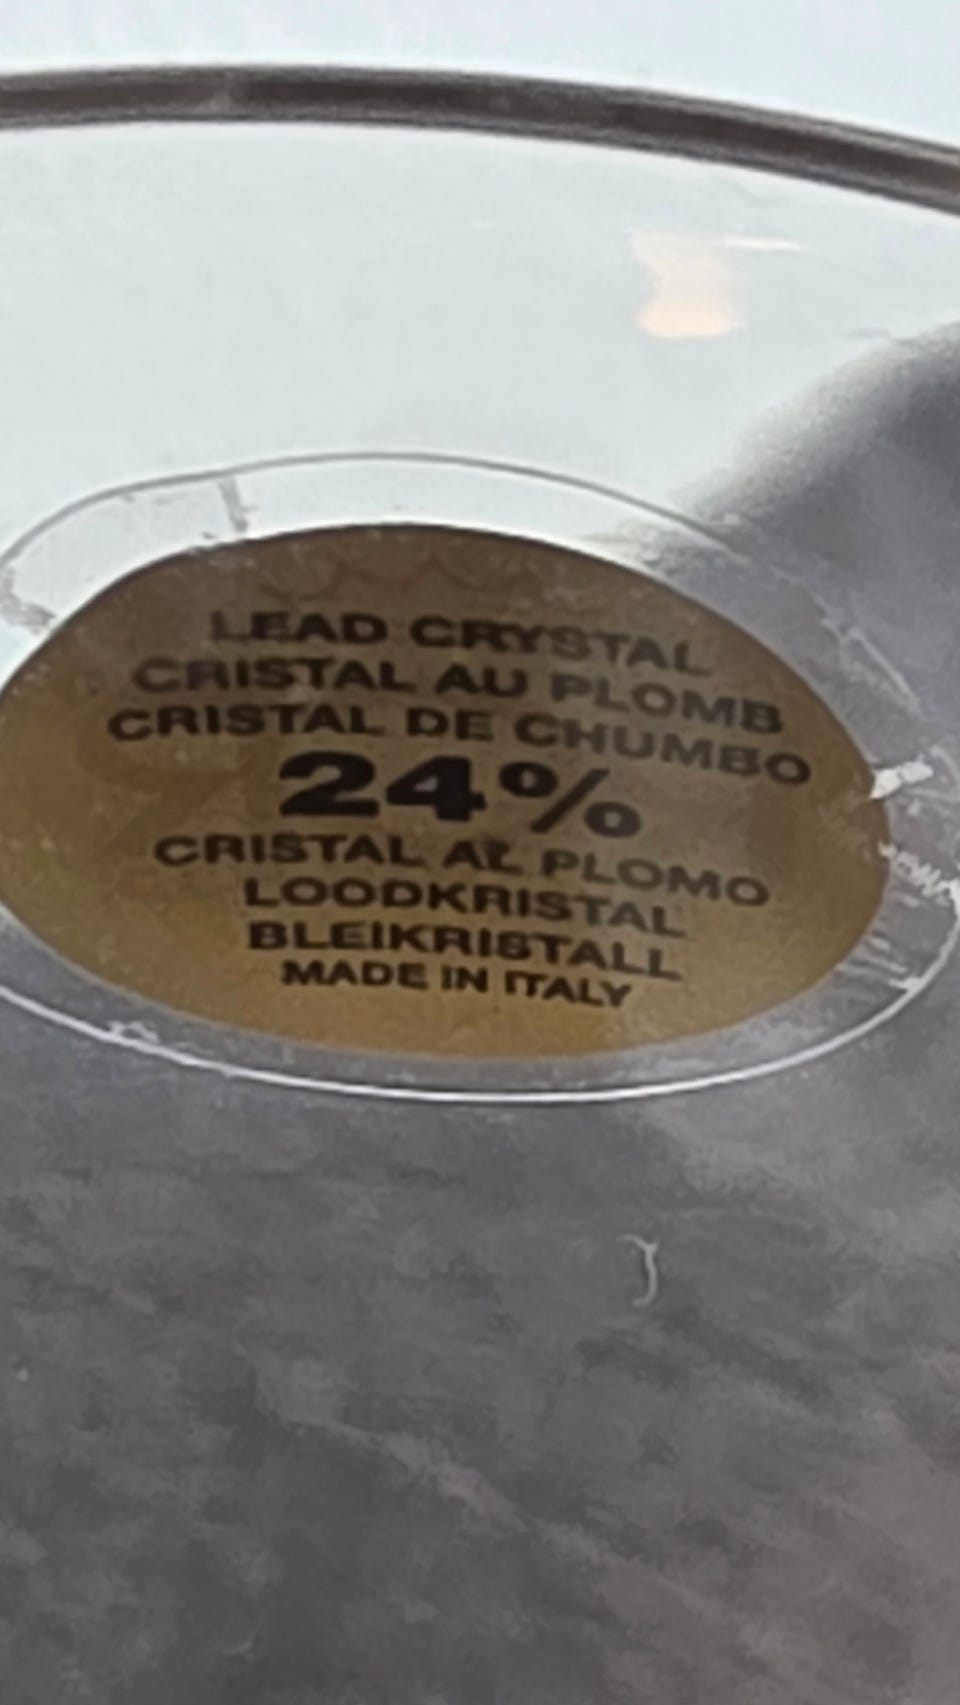 LEAD CRYSTAL
CRISTAL AU PLOMB
CRISTAL DE CHUMBO
24%
CRISTAL AL PLOMO
LOODKRISTAL
BLEIKRISTALL
MADE IN ITALY